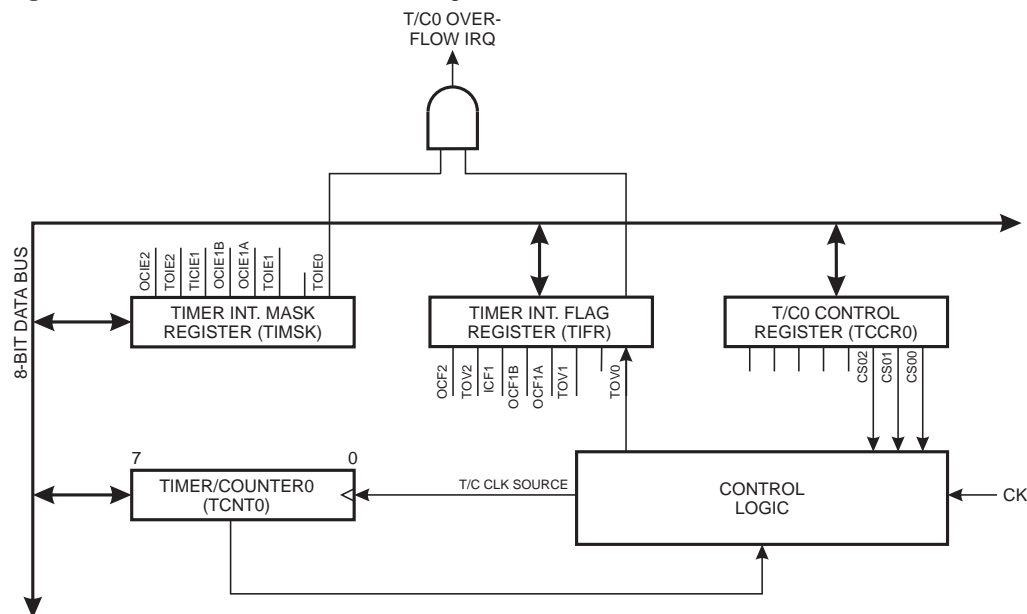 T/C0 OVER-
FLOW IRQ
8-BIT DATA BUS
OCIE2
TOIE2
TICIE1
OCIE1B
OCIE1A
TOIE1
TOIE0
TIMER INT. MASK
REGISTER (TIMSK)
TIMER INT. FLAG
REGISTER (TIFR)
T/C0 CONTROL
REGISTER (TCCR0)
OCF2
TOV2
ICF1
OCF1B
OCF1A
TOV1
TOV0
CS02
CS01
CS00
7
0
TIMER/COUNTER0
(TCNT0)
T/C CLK SOURCE
CONTROL
LOGIC
CK